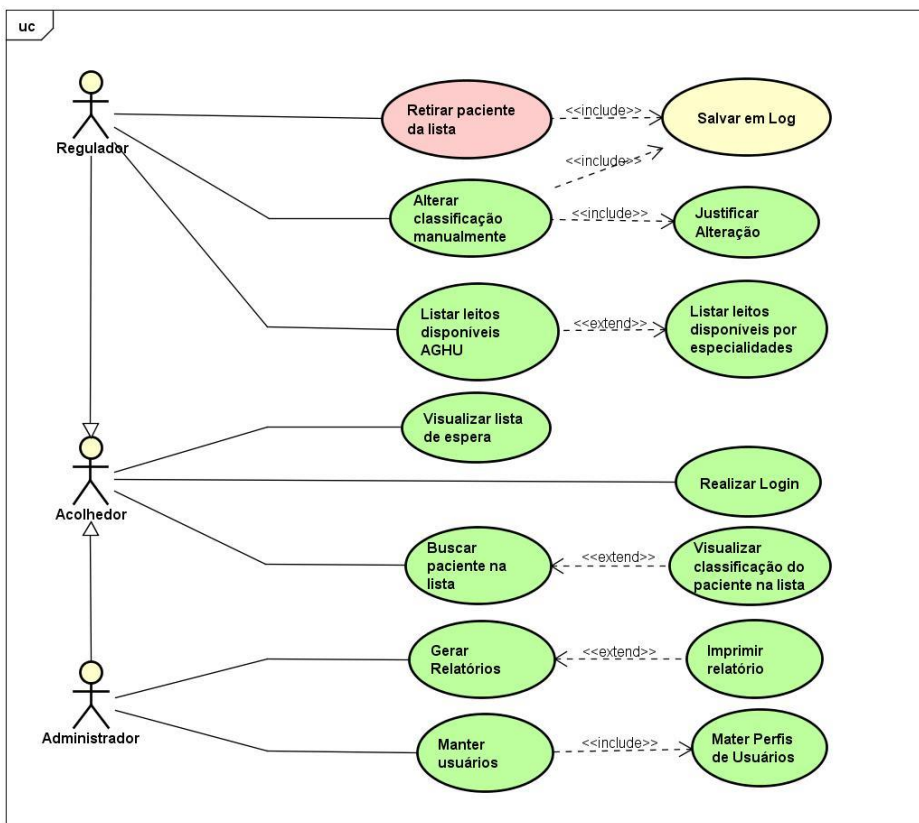 uc
Regulador
Retirar paciente
da lista
<<include>>
Salvar em Log
<<include>>
Alterar
classificação
manualmente
<<include>>
Justificar
Alteração
Listar leitos
disponíveis
AGHU
<<extend>>
Listar leitos
disponíveis por
especialidades
Visualizar lista
de espera
Acolhedor
Realizar Login
Buscar
paciente na
lista
<<extend>>
Visualizar
classificação do
paciente na lista
Gerar
Relatórios
<<extend>>
Imprimir
relatório
Administrador
Manter
usuários
<<include>>
Mater Perfis
de Usuários